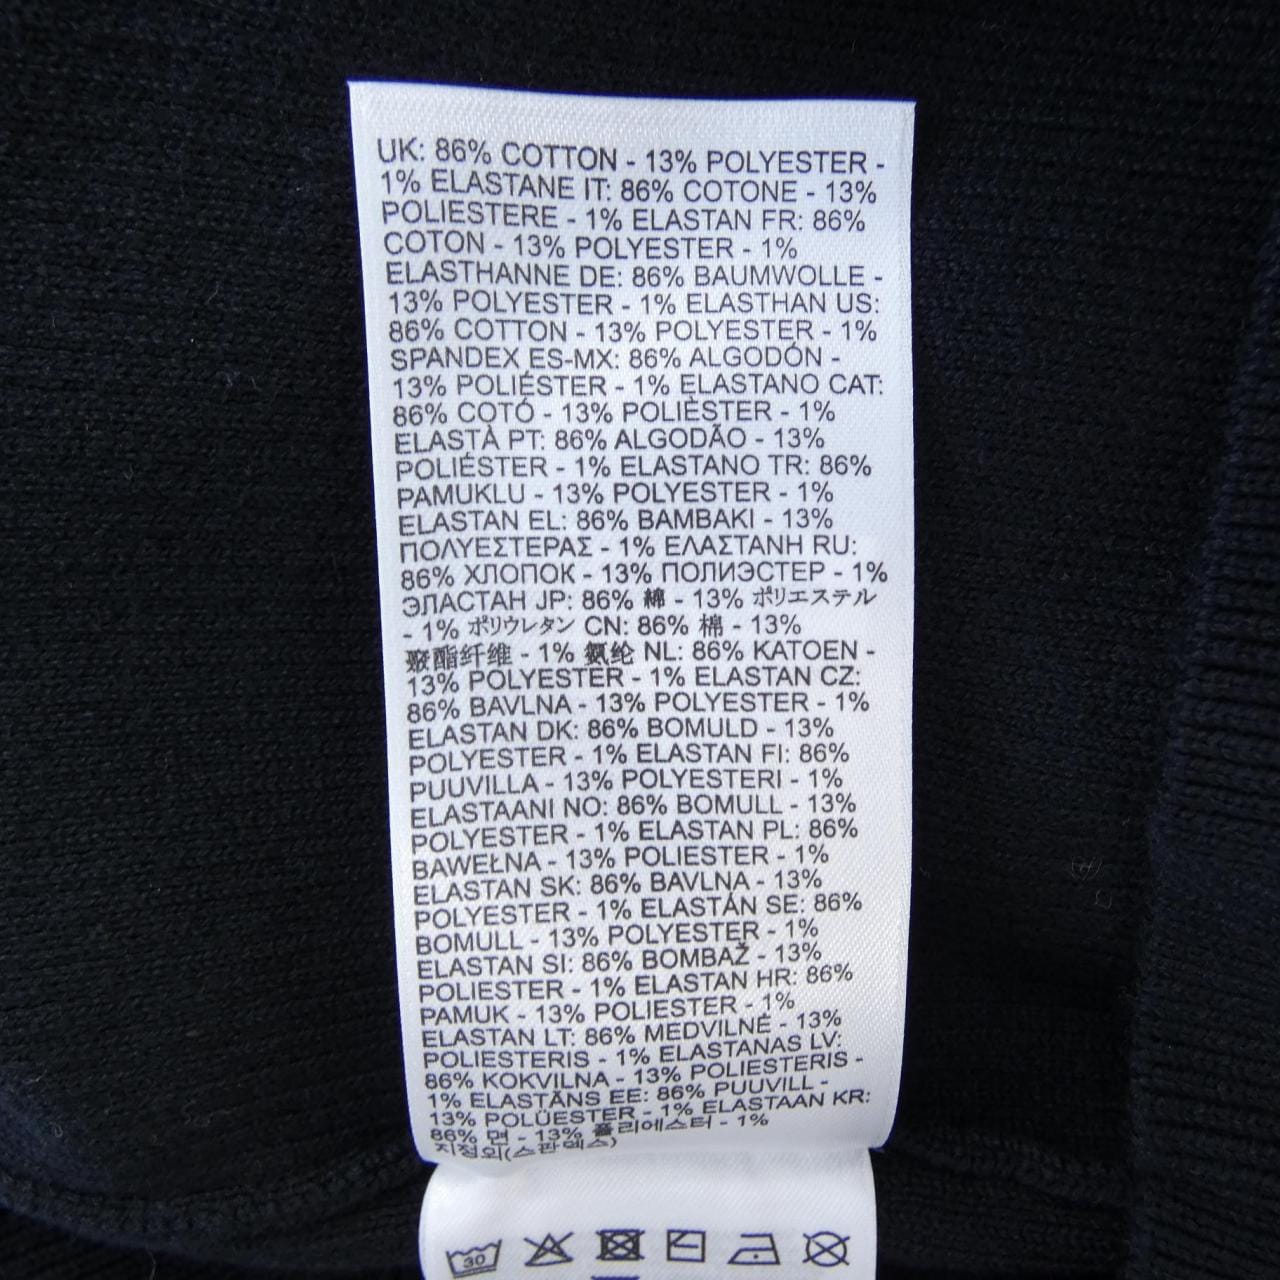 UK: 86% COTTON - 13% POLYESTER -
1% ELASTANE IT: 86% COTONE - 13%
POLIESTERE - 1% ELASTAN FR: 86%
COTON - 13% POLYESTER - 1%
ELASTHANNE DE: 86% BAUMWOLLE -
13% POLYESTER - 1% ELASTHAN US:
86% COTTON - 13% POLYESTER - 1%
SPANDEX ES-MX: 86% ALGODÓN -
13% POLIÉSTER - 1% ELASTANO CAT:
86% COTÓ - 13% POLIÈSTER - 1%
ELASTÀ PT: 86% ALGODÃO - 13%
POLIÉSTER - 1% ELASTANO TR: 86%
PAMUKLU - 13% POLYESTER - 1%
ELASTAN EL: 86% BAMBAKI - 13%
ΠΟΛΥΕΣΤΕΡΑΣ - 1% ΕΛΑΣΤΑΝΗ RU:
86% ХЛОПОК - 13% ПОЛИЭСТЕР - 1%
ЭЛАСТАН JP: 86% 綿 - 13% ポリエステル
- 1% ポリウレタン CN: 86% 棉 - 13%
聚酯纤维 - 1% 氨纶 NL: 86% KATOEN -
13% POLYESTER - 1% ELASTAN CZ:
86% BAVLNA - 13% POLYESTER - 1%
ELASTAN DK: 86% BOMULD - 13%
POLYESTER - 1% ELASTAN FI: 86%
PUUVILLA - 13% POLYESTERI - 1%
ELASTAANI NO: 86% BOMULL - 13%
POLYESTER - 1% ELASTAN PL: 86%
BAWEŁNA - 13% POLIESTER - 1%
ELASTAN SK: 86% BAVLNA - 13%
POLYESTER - 1% ELASTÁN SE: 86%
BOMULL - 13% POLYESTER - 1%
ELASTAN SI: 86% BOMBAŽ - 13%
POLIESTER - 1% ELASTAN HR: 86%
PAMUK - 13% POLIESTER - 1%
ELASTAN LT: 86% MEDVILNĖ - 13%
POLIESTERIS - 1% ELASTANAS LV:
86% KOKVILNA - 13% POLIESTERIS -
1% ELASTĀNS EE: 86% PUUVILL -
13% POLÜESTER - 1% ELASTAAN KR:
86% 면 - 13% 폴리에스터 - 1%
지정외(스판덱스)
30